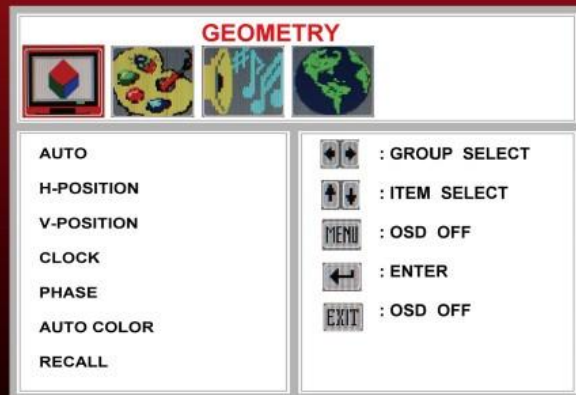 GEOMETRY
AUTO
H-POSITION
V-POSITION
CLOCK
PHASE
AUTO COLOR
RECALL
: GROUP SELECT
: ITEM SELECT
MENU : OSD OFF
: ENTER
EXIT : OSD OFF